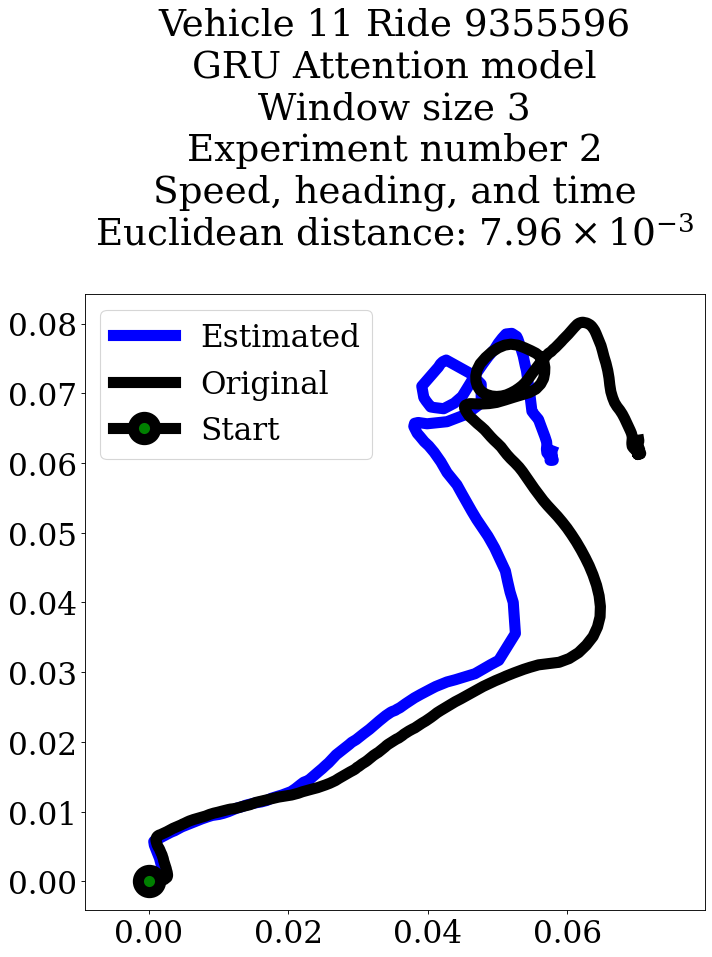 Vehicle 11 Ride 9355596
GRU Attention model
Window size 3
Experiment number 2
Speed, heading, and time
Euclidean distance: 7.96 × 10⁻³
Estimated
Original
Start
0.08
0.07
0.06
0.05
0.04
0.03
0.02
0.01
0.00
0.00 0.02 0.04 0.06